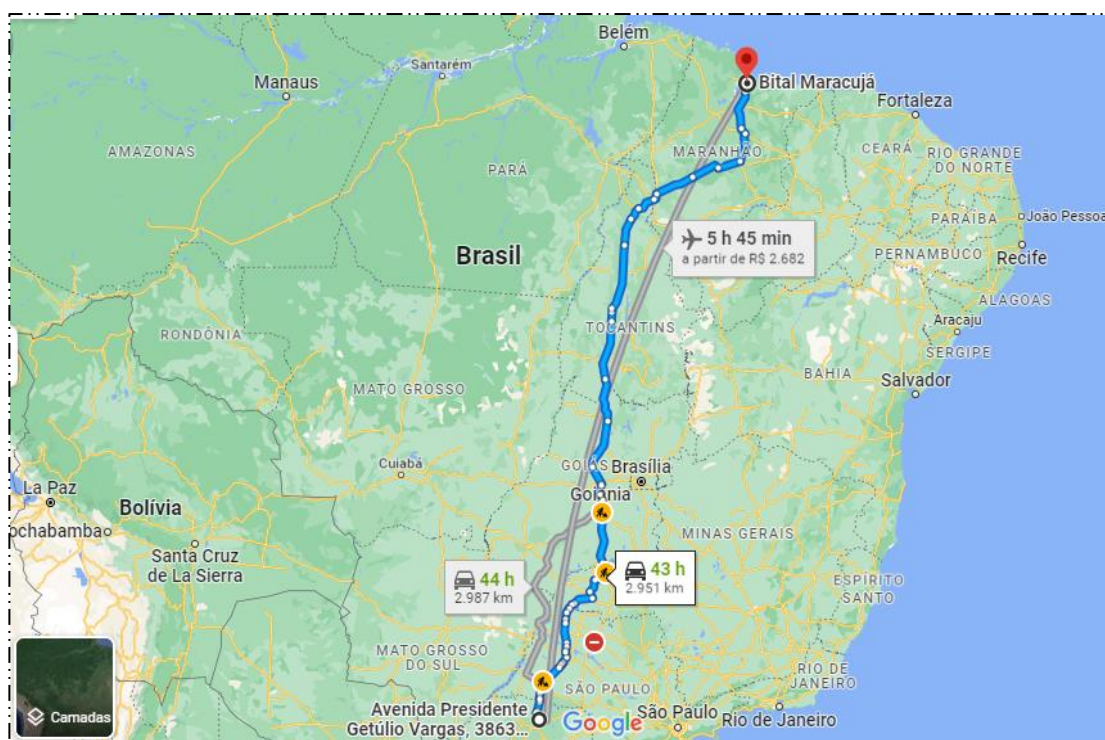 Belém
Manaus
Santarém
Bital Maracujá
Fortaleza
AMAZONAS
PARÁ
MARANHÃO
CEARÁ
RIO GRANDE
DO NORTE
PARAÍBA
João Pessoa
5 h 45 min
a partir de R$ 2.682
Brasil
PERNAMBUCO
Recife
ALAGOAS
TOCANTINS
Aracaju
RONDÔNIA
SERGIPE
BAHIA
MATO GROSSO
Salvador
Cuiabá
GOIÁS
Brasília
La Paz
Goiânia
Bolívia
ochabamba
MINAS GERAIS
Santa Cruz
de La Sierra
44 h
2.987 km
43 h
2.951 km
ESPÍRITO
SANTO
MATO GROSSO
DO SUL
RIO DE
JANEIRO
SÃO PAULO
Avenida Presidente
Getúlio Vargas, 3863...
Google
São Paulo
Rio de Janeiro
Camadas